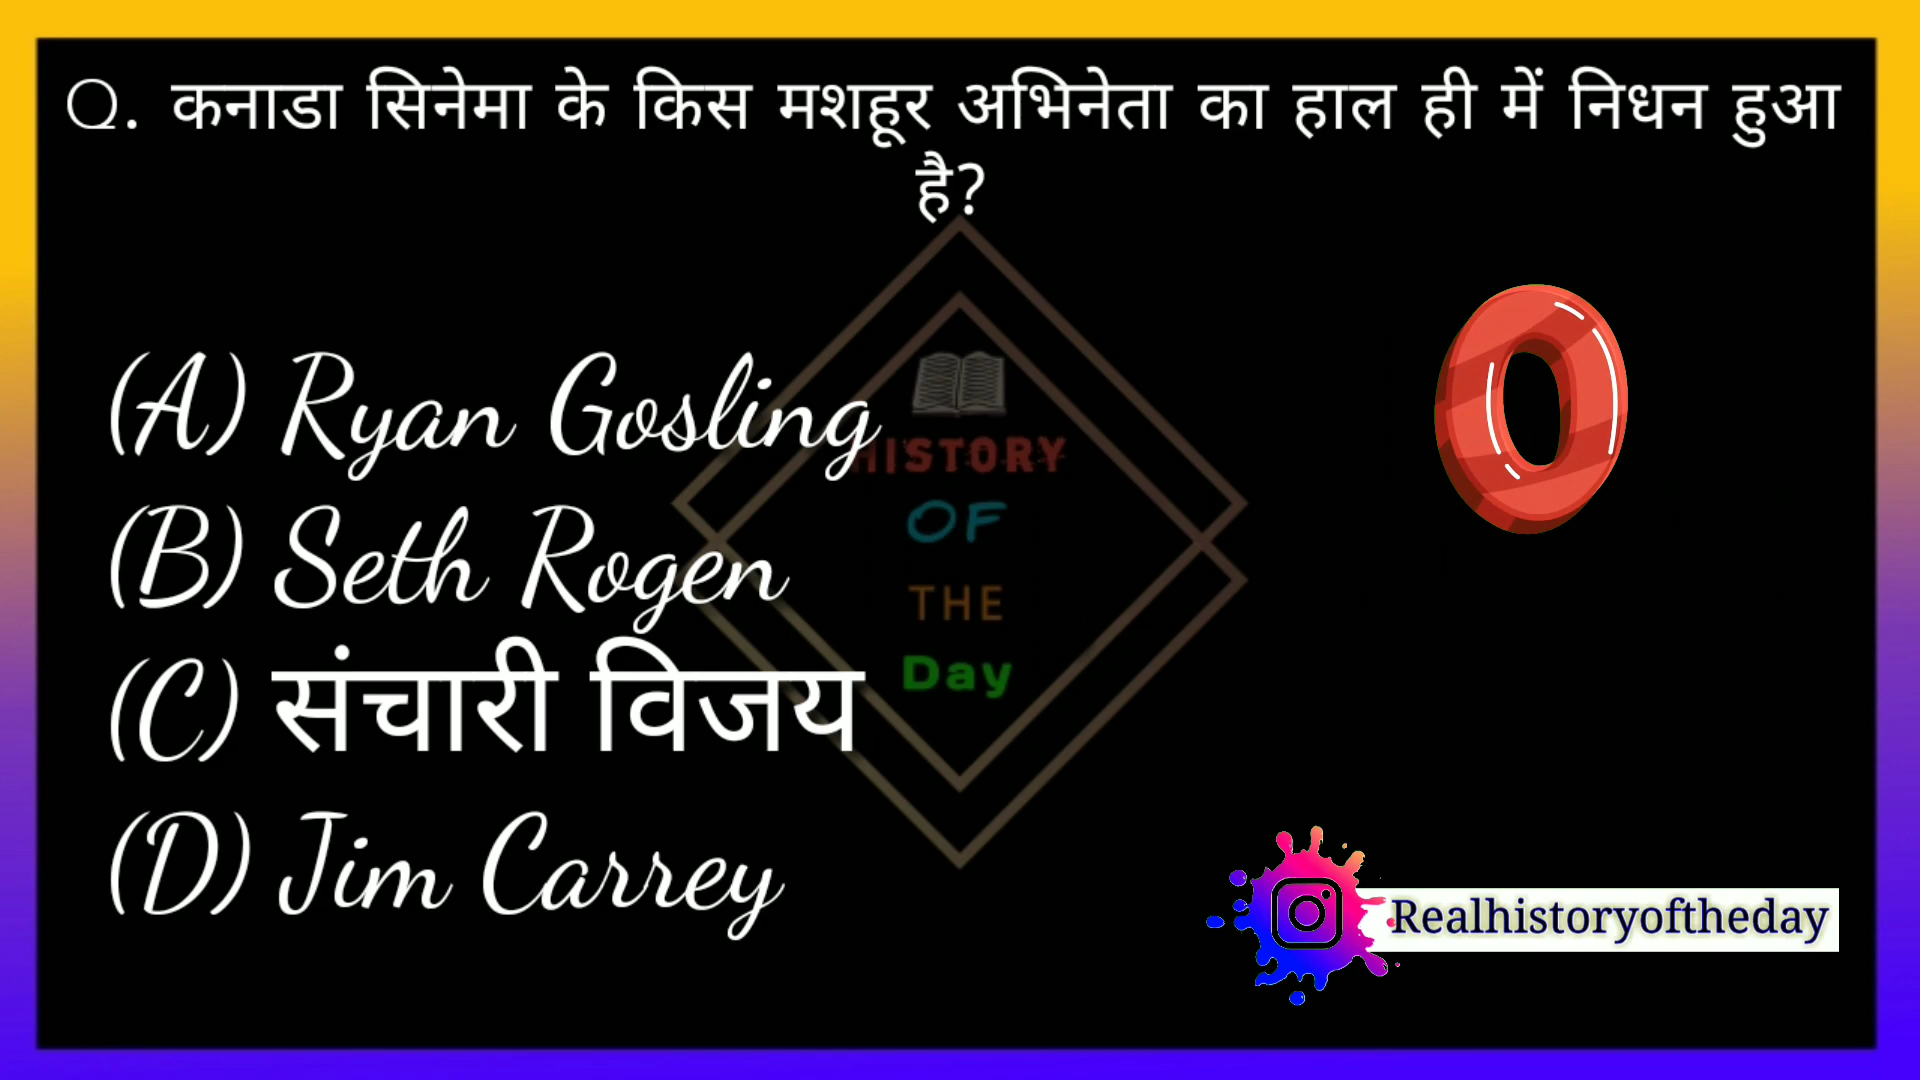 Q. कनाडा सिनेमा के किस मशहूर अभिनेता का हाल ही में निधन हुआ
है?
0
(A) Ryan Gosling
(B) Seth Rogen
(C) संचारी विजय
(D) Jim Carrey
HISTORY
OF
THE
Day
Realhistoryoftheday